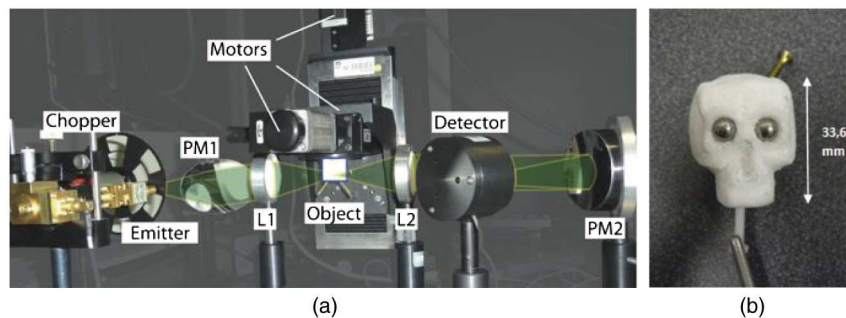 Motors
Chopper
PM1
Detector
Emitter
L1
Object
L2
PM2
(a)
33,6
mm
(b)